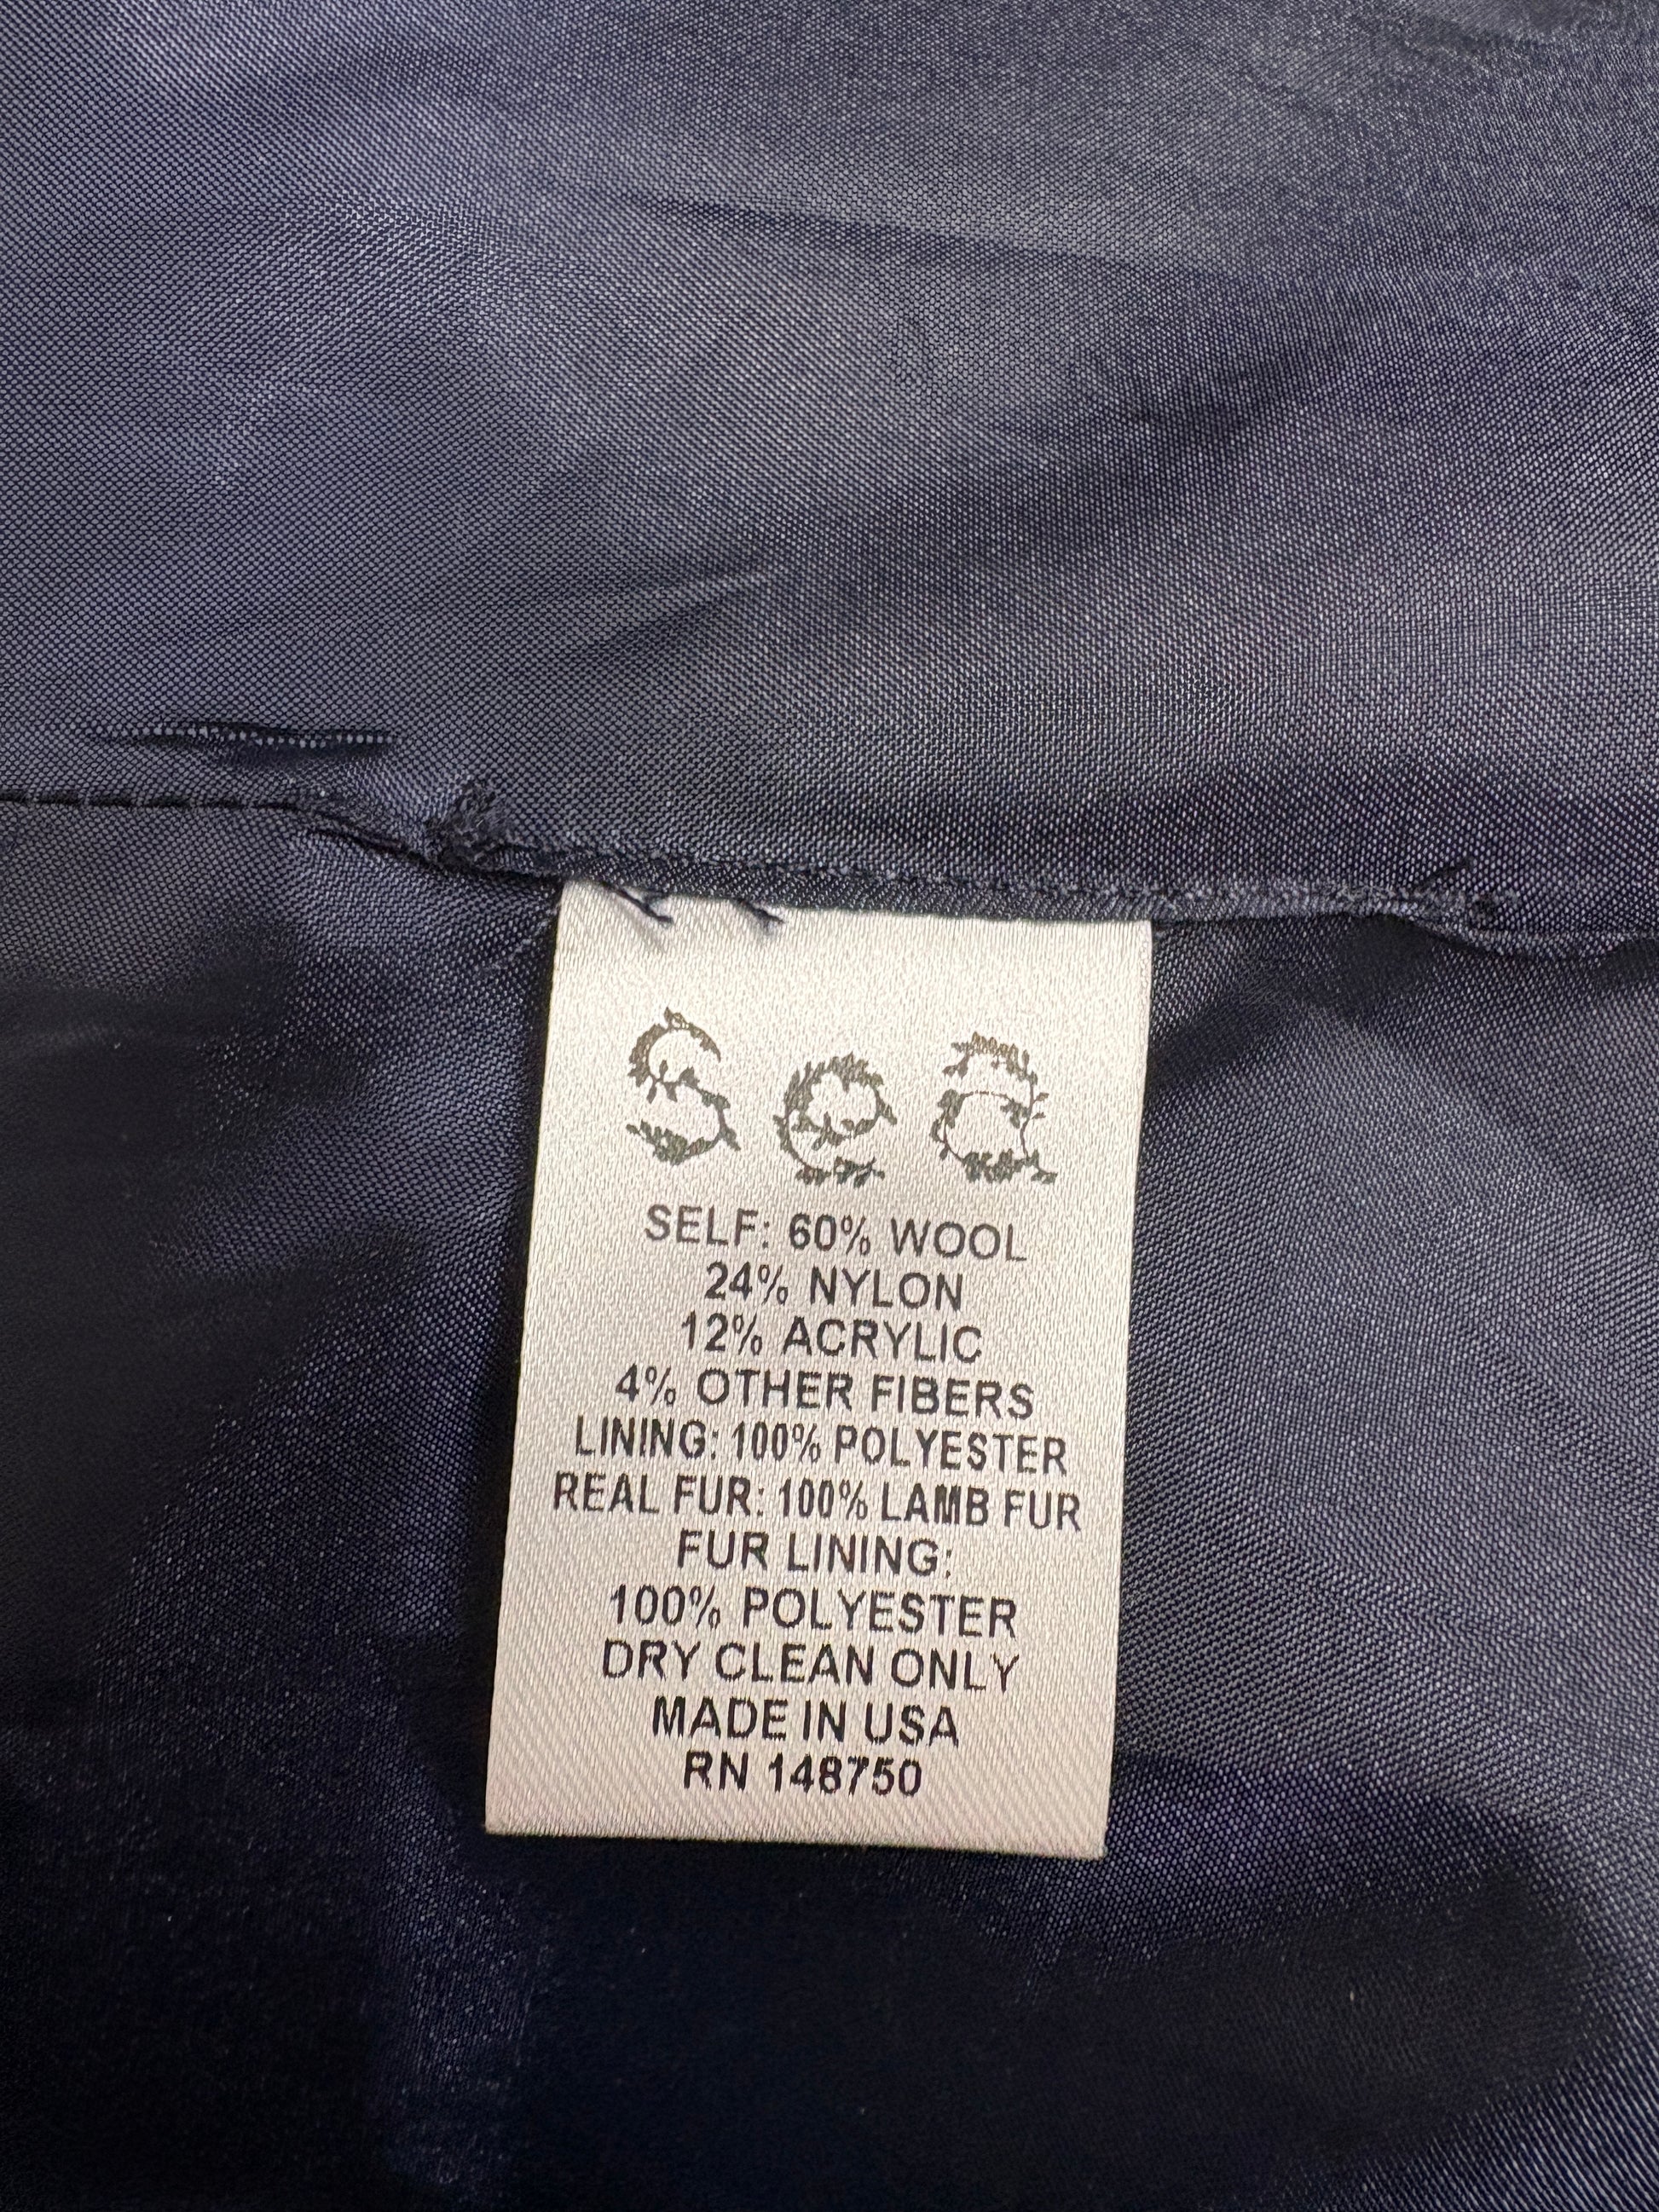 Sea
SELF: 60% WOOL
24% NYLON
12% ACRYLIC
4% OTHER FIBERS
LINING: 100% POLYESTER
REAL FUR: 100% LAMB FUR
FUR LINING:
100% POLYESTER
DRY CLEAN ONLY
MADE IN USA
RN 148750